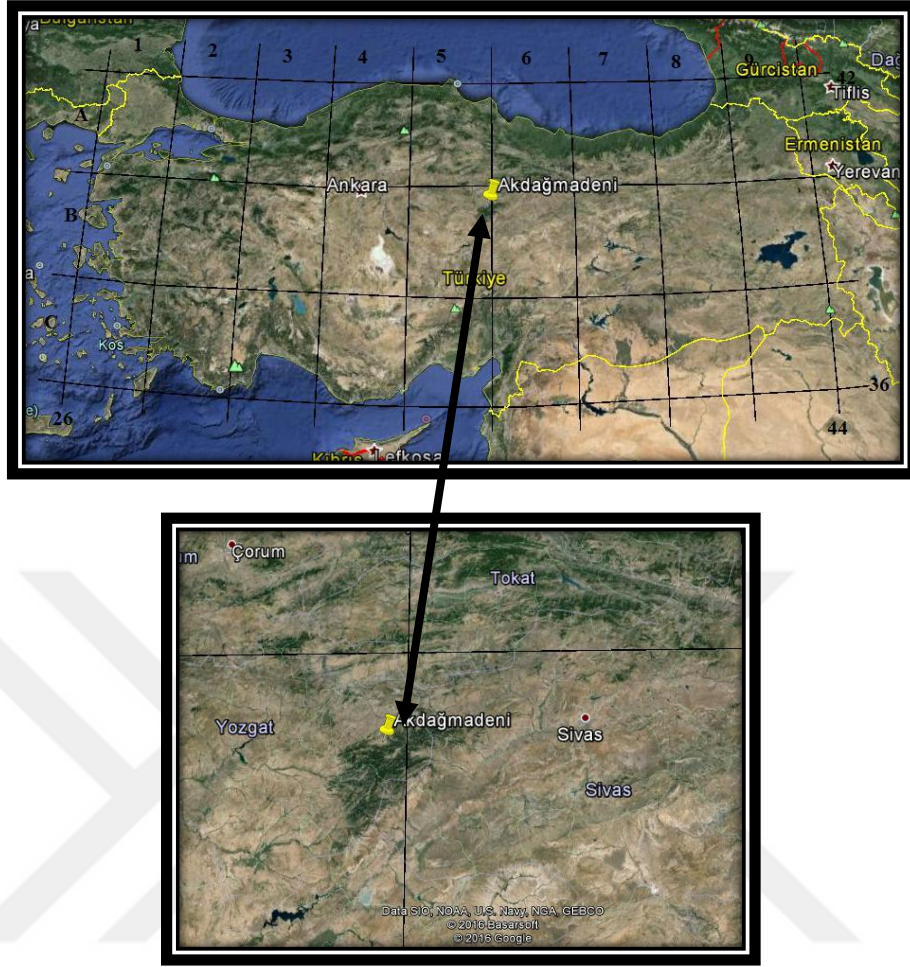 Bulgaristan
1 2 3 4 5 6 7 8 9
Gürcistan
42
Tiflis
A
Ermenistan
Yerevan
Ankara
Akdağmadeni
B
Türkiye
C
Kos
36
26
44
Kıbrıs
Lefkoşa
Çorum
Tokat
Akdağmadeni
Yozgat
Sivas
Sivas
Data SIO, NOAA, U.S. Navy, NGA, GEBCO
© 2016 Basarsoft
© 2016 Google